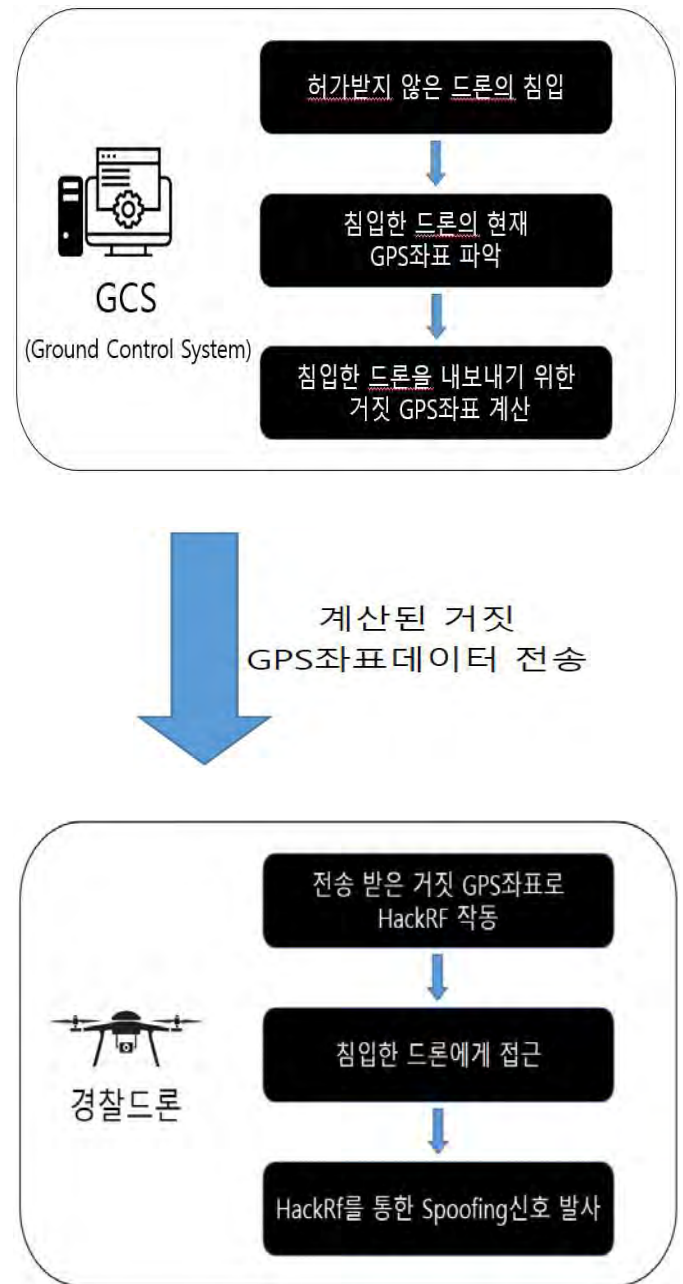 허가받지 않은 드론의 침입
침입한 드론의 현재
GPS좌표 파악
GCS
(Ground Control System)
침입한 드론을 내보내기 위한
거짓 GPS좌표 계산
계산된 거짓
GPS좌표데이터 전송
전송 받은 거짓 GPS좌표로
HackRF 작동
침입한 드론에게 접근
경찰드론
HackRf를 통한 Spoofing신호 발사